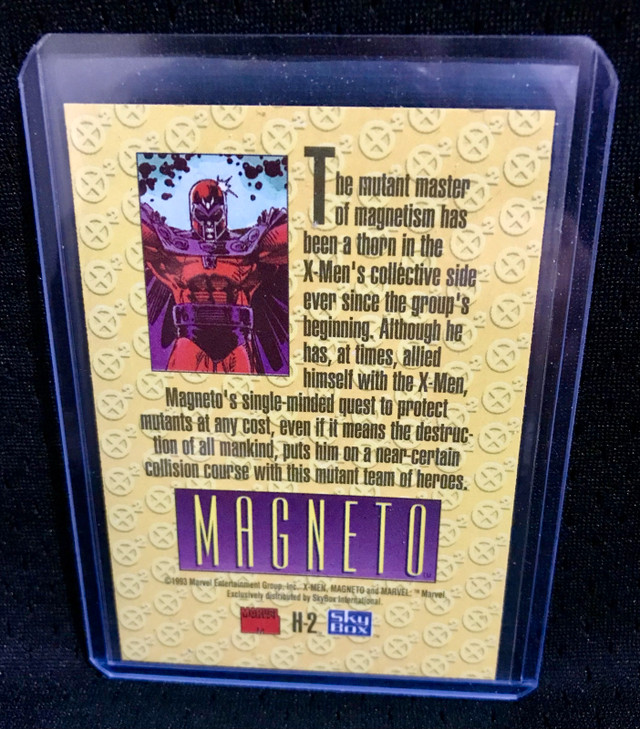 The mutant master
of magnetism has
been a thorn in the
X-Men's collective side
ever since the group's
beginning. Although he
has, at times, allied
himself with the X-Men,
Magneto's single-minded quest to protect
mutants at any cost, even if it means the destruc-
tion of all mankind, puts him on a near-certain
collision course with this mutant team of heroes.
MAGNETO
©1993 Marvel Entertainment Group, Inc. X-MEN, MAGNETO and MARVEL: ™ Marvel
Exclusively distributed by SkyBox International.
H-2
SKY
BOX